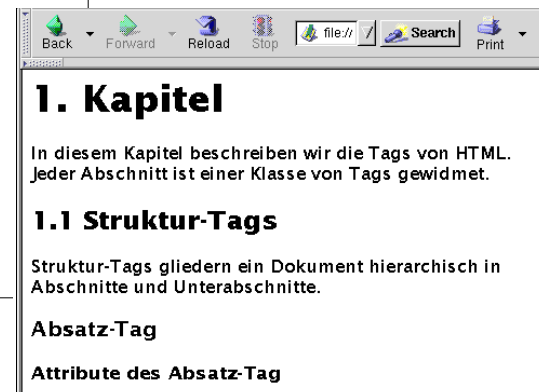 Back
Forward
Reload
Stop
file://
Search
Print
1. Kapitel
In diesem Kapitel beschreiben wir die Tags von HTML.
Jeder Abschnitt ist einer Klasse von Tags gewidmet.
1.1 Struktur-Tags
Struktur-Tags gliedern ein Dokument hierarchisch in
Abschnitte und Unterabschnitte.
Absatz-Tag
Attribute des Absatz-Tag